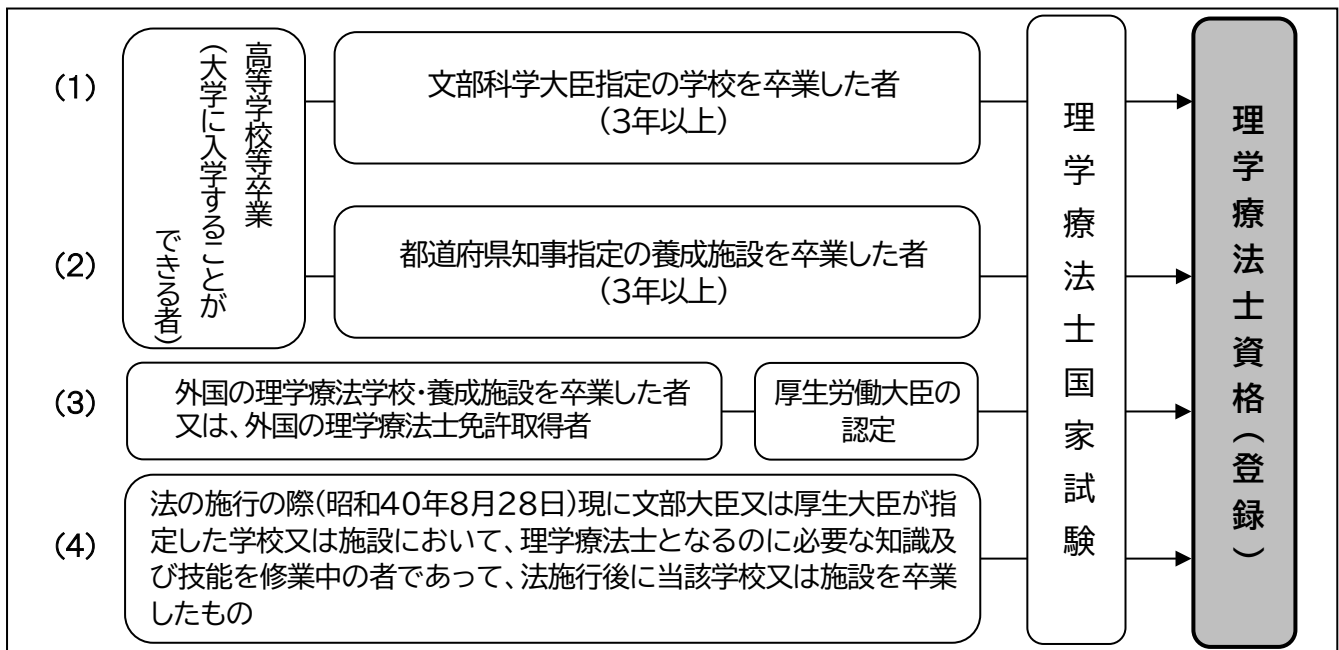 (1)
高等学校等卒業
(大学に入学することが
できる者)
文部科学大臣指定の学校を卒業した者
(3年以上)
(2)
都道府県知事指定の養成施設を卒業した者
(3年以上)
(3)
外国の理学療法学校・養成施設を卒業した者
又は、外国の理学療法士免許取得者
厚生労働大臣の
認定
(4)
法の施行の際(昭和40年8月28日)現に文部大臣又は厚生大臣が指
定した学校又は施設において、理学療法士となるのに必要な知識及
び技能を修業中の者であって、法施行後に当該学校又は施設を卒業
したもの
理学療法士国家試験
理学療法士資格(登録)